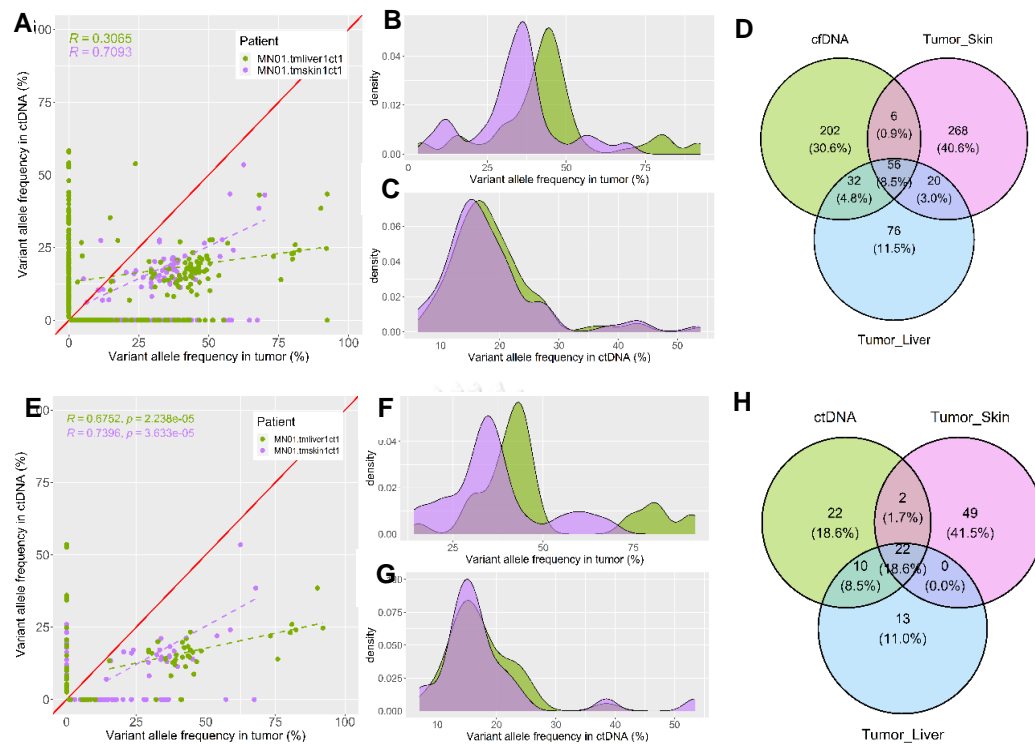 A
R = 0.3065
R = 0.7093
Patient
MN01.tmliver1ct1
MN01.tmskin1ct1
100
75
50
25
0
Variant allele frequency in ctDNA (%)
0 25 50 75 100
Variant allele frequency in tumor (%)
B
density
0.04
0.02
0.00
25 50 75
Variant allele frequency in tumor (%)
C
density
0.06
0.04
0.02
0.00
10 20 30 40 50
Variant allele frequency in ctDNA (%)
D
cfDNA
Tumor_Skin
6
(0.9%)
202
(30.6%)
268
(40.6%)
56
(8.5%)
32
(4.8%)
20
(3.0%)
76
(11.5%)
Tumor_Liver
E
R = 0.6752, p = 2.238e-05
R = 0.7396, p = 3.633e-05
Patient
MN01.tmliver1ct1
MN01.tmskin1ct1
100
75
50
25
0
Variant allele frequency in ctDNA (%)
0 25 50 75 100
Variant allele frequency in tumor (%)
F
density
0.04
0.02
0.00
25 50 75
Variant allele frequency in tumor (%)
G
density
0.075
0.050
0.025
0.000
10 20 30 40 50
Variant allele frequency in ctDNA (%)
H
ctDNA
Tumor_Skin
2
(1.7%)
22
(18.6%)
49
(41.5%)
22
(18.6%)
10
(8.5%)
0
(0.0%)
13
(11.0%)
Tumor_Liver